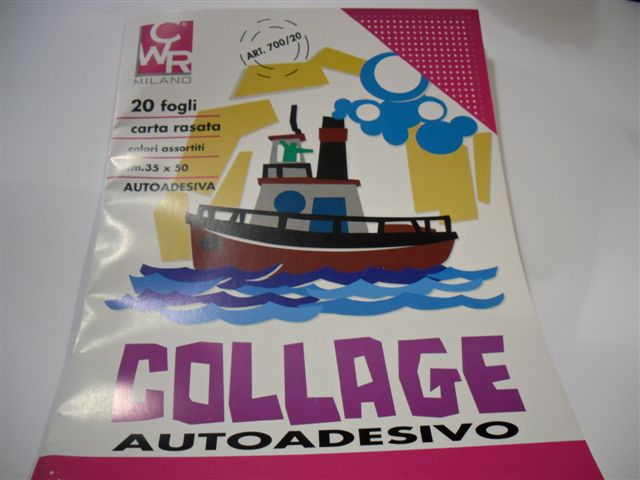 CWR
MILANO
ART. 700/20
20 fogli
carta rasata
colori assortiti
cm.35 x 50
AUTOADESIVA
COLLAGE
AUTOADESIVO